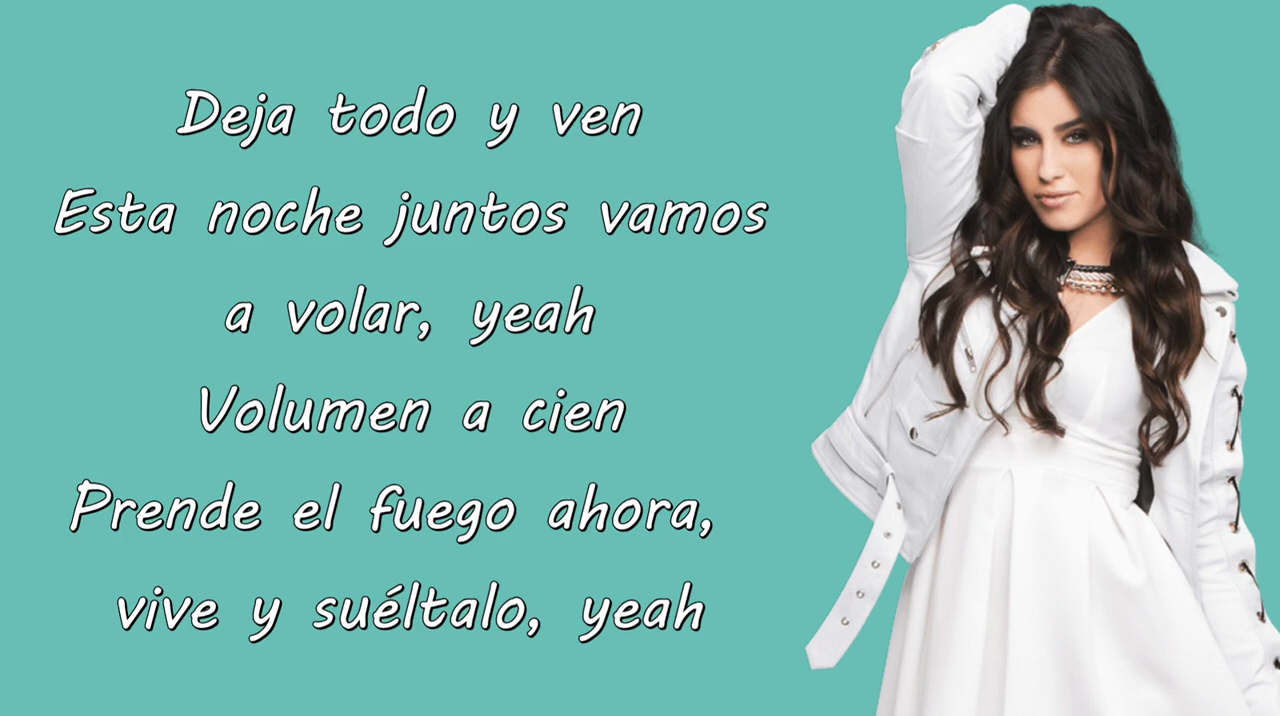 Deja todo y ven
Esta noche juntos vamos
a volar, yeah
Volumen a cien
Prende el fuego ahora,
vive y suéltalo, yeah